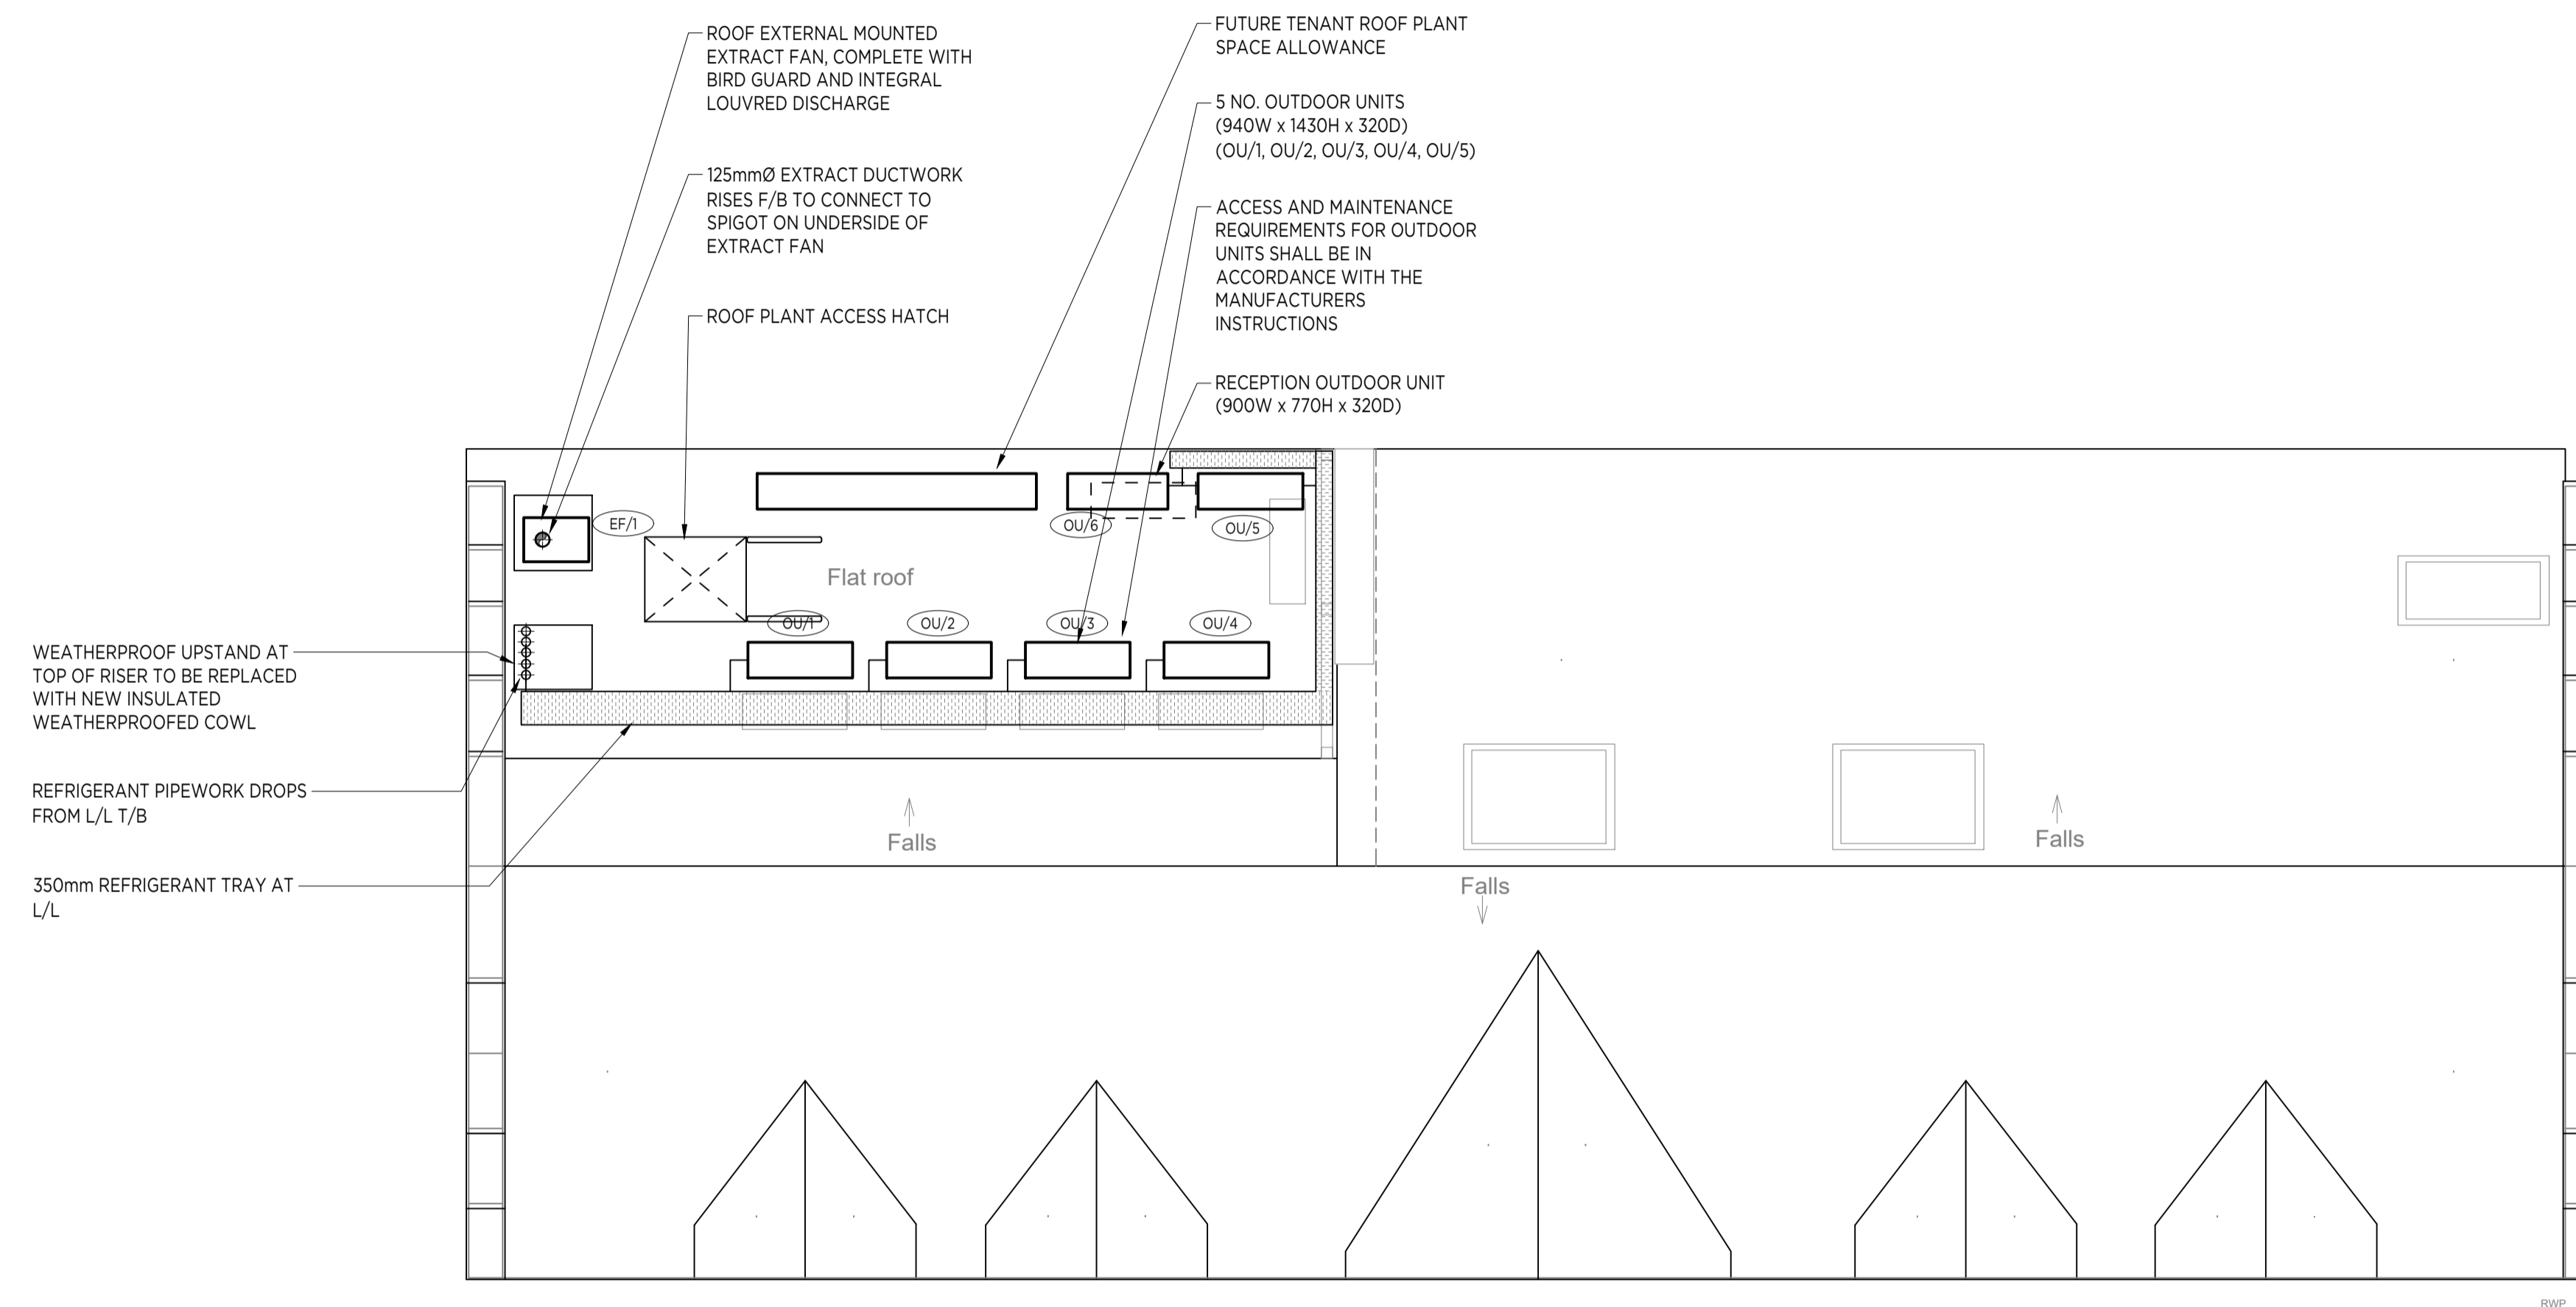 ROOF EXTERNAL MOUNTED
EXTRACT FAN, COMPLETE WITH
BIRD GUARD AND INTEGRAL
LOUVRED DISCHARGE
125mmØ EXTRACT DUCTWORK
RISES F/B TO CONNECT TO
SPIGOT ON UNDERSIDE OF
EXTRACT FAN
ROOF PLANT ACCESS HATCH
FUTURE TENANT ROOF PLANT
SPACE ALLOWANCE
5 NO. OUTDOOR UNITS
(940W x 1430H x 320D)
(OU/1, OU/2, OU/3, OU/4, OU/5)
ACCESS AND MAINTENANCE
REQUIREMENTS FOR OUTDOOR
UNITS SHALL BE IN
ACCORDANCE WITH THE
MANUFACTURERS
INSTRUCTIONS
RECEPTION OUTDOOR UNIT
(900W x 770H x 320D)
EF/1
OU/6
OU/5
Flat roof
OU/1
OU/2
OU/3
OU/4
WEATHERPROOF UPSTAND AT
TOP OF RISER TO BE REPLACED
WITH NEW INSULATED
WEATHERPROOFED COWL
REFRIGERANT PIPEWORK DROPS
FROM L/L T/B
350mm REFRIGERANT TRAY AT
L/L
Falls
Falls
Falls
RWP